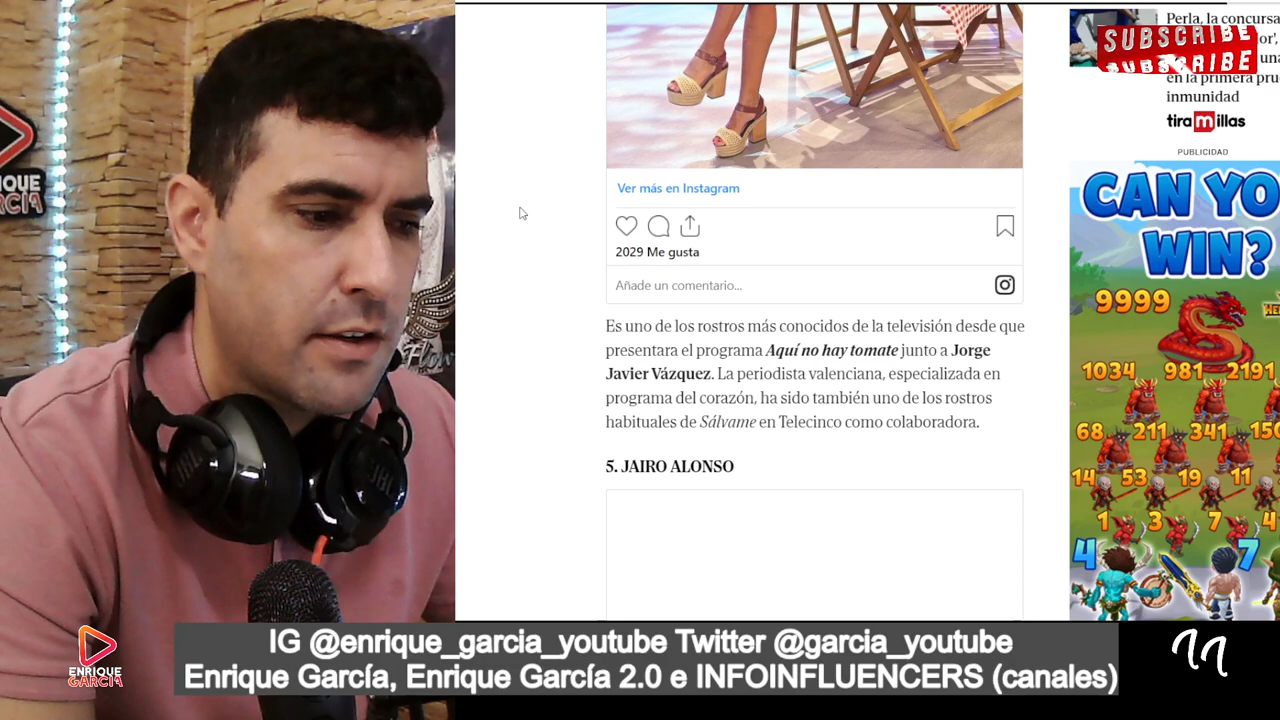 Perla, la concursa
SUBSCRIBE
SUBSCRIBE
en la primera pru
inmunidad
tiramillas
PUBLICIDAD
CAN YO
WIN?
9999
1034 981 2191
68 211 341 150
14 53 19 11
1 3 7 4
4 7
Ver más en Instagram
2029 Me gusta
Añade un comentario...
Es uno de los rostros más conocidos de la televisión desde que
presentara el programa Aquí no hay tomate junto a Jorge
Javier Vázquez. La periodista valenciana, especializada en
programa del corazón, ha sido también uno de los rostros
habituales de Sálvame en Telecinco como colaboradora.
5. JAIRO ALONSO
JBL
ENRIQUE
GARCÍA
IG @enrique_garcia_youtube Twitter @garcia_youtube
Enrique García, Enrique García 2.0 e INFOINFLUENCERS (canales)